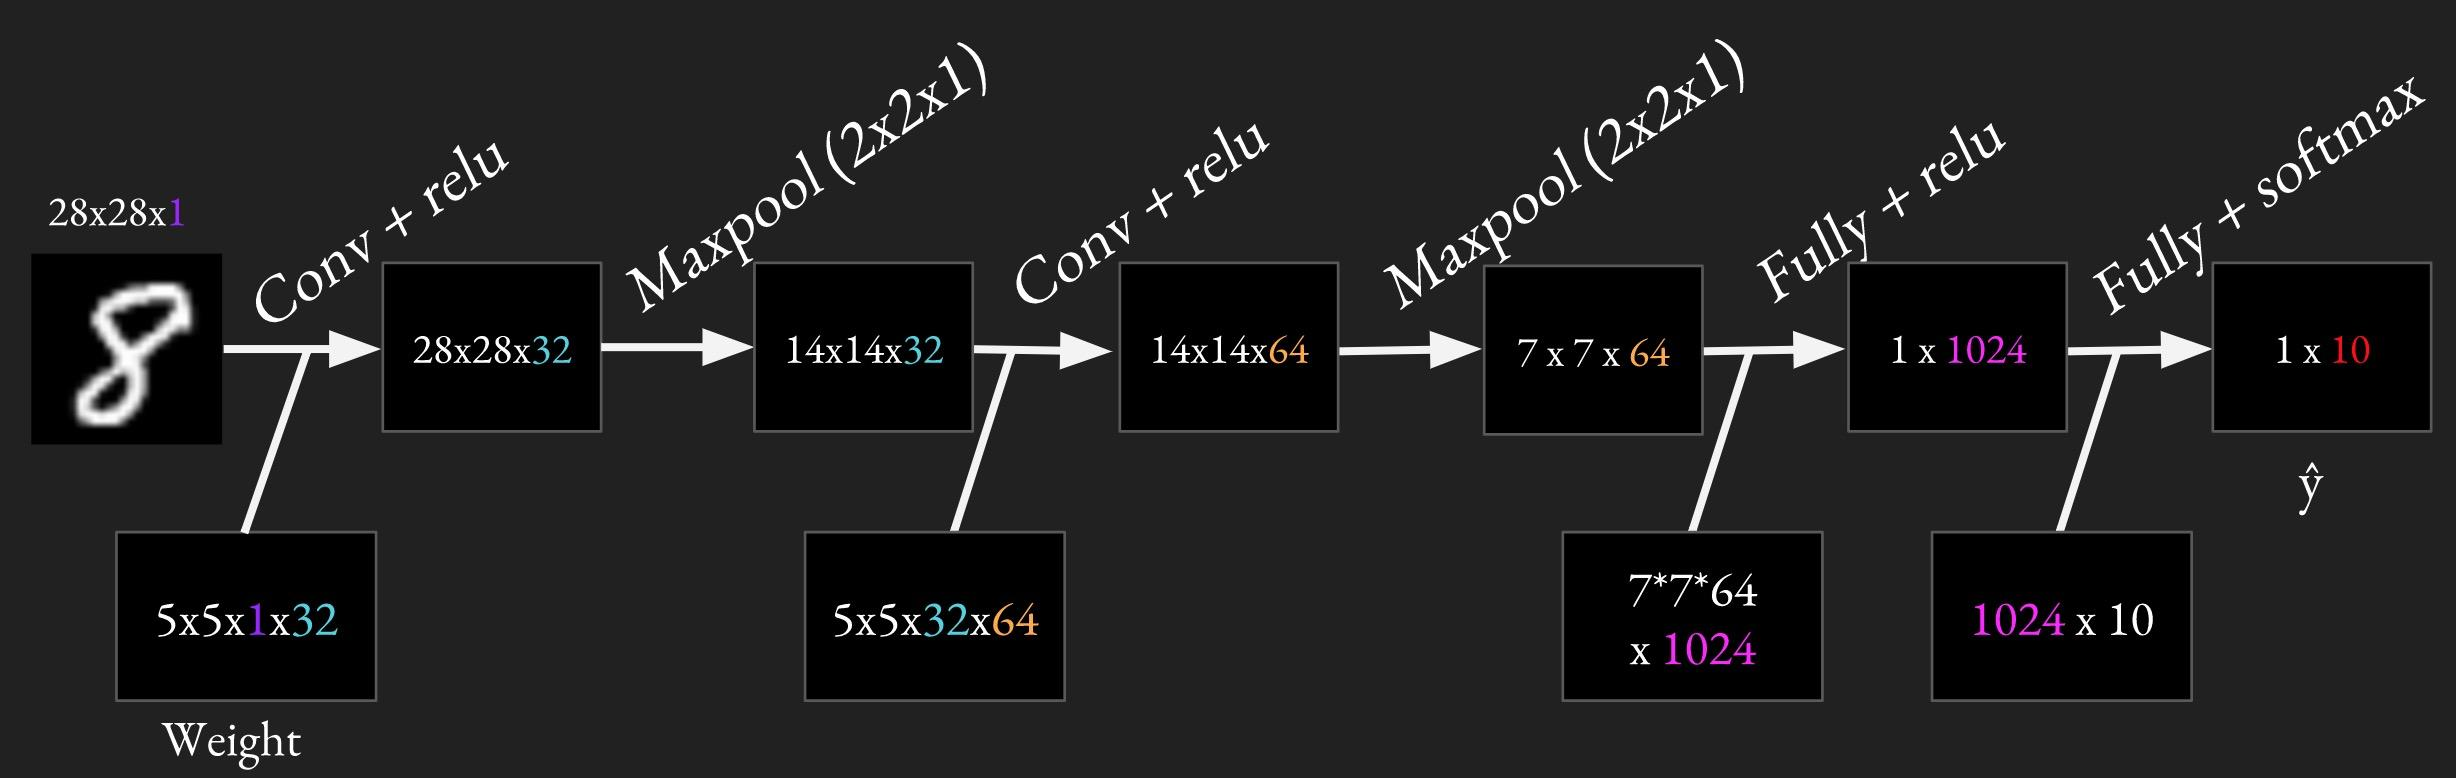 28x28x1
8
Conv + relu
28x28x32
Maxpool (2x2x1)
14x14x32
Conv + relu
14x14x64
Maxpool (2x2x1)
7 x 7 x 64
Fully + relu
1 x 1024
Fully + softmax
1 x 10
ŷ
5x5x1x32
Weight
5x5x32x64
7*7*64
x 1024
1024 x 10